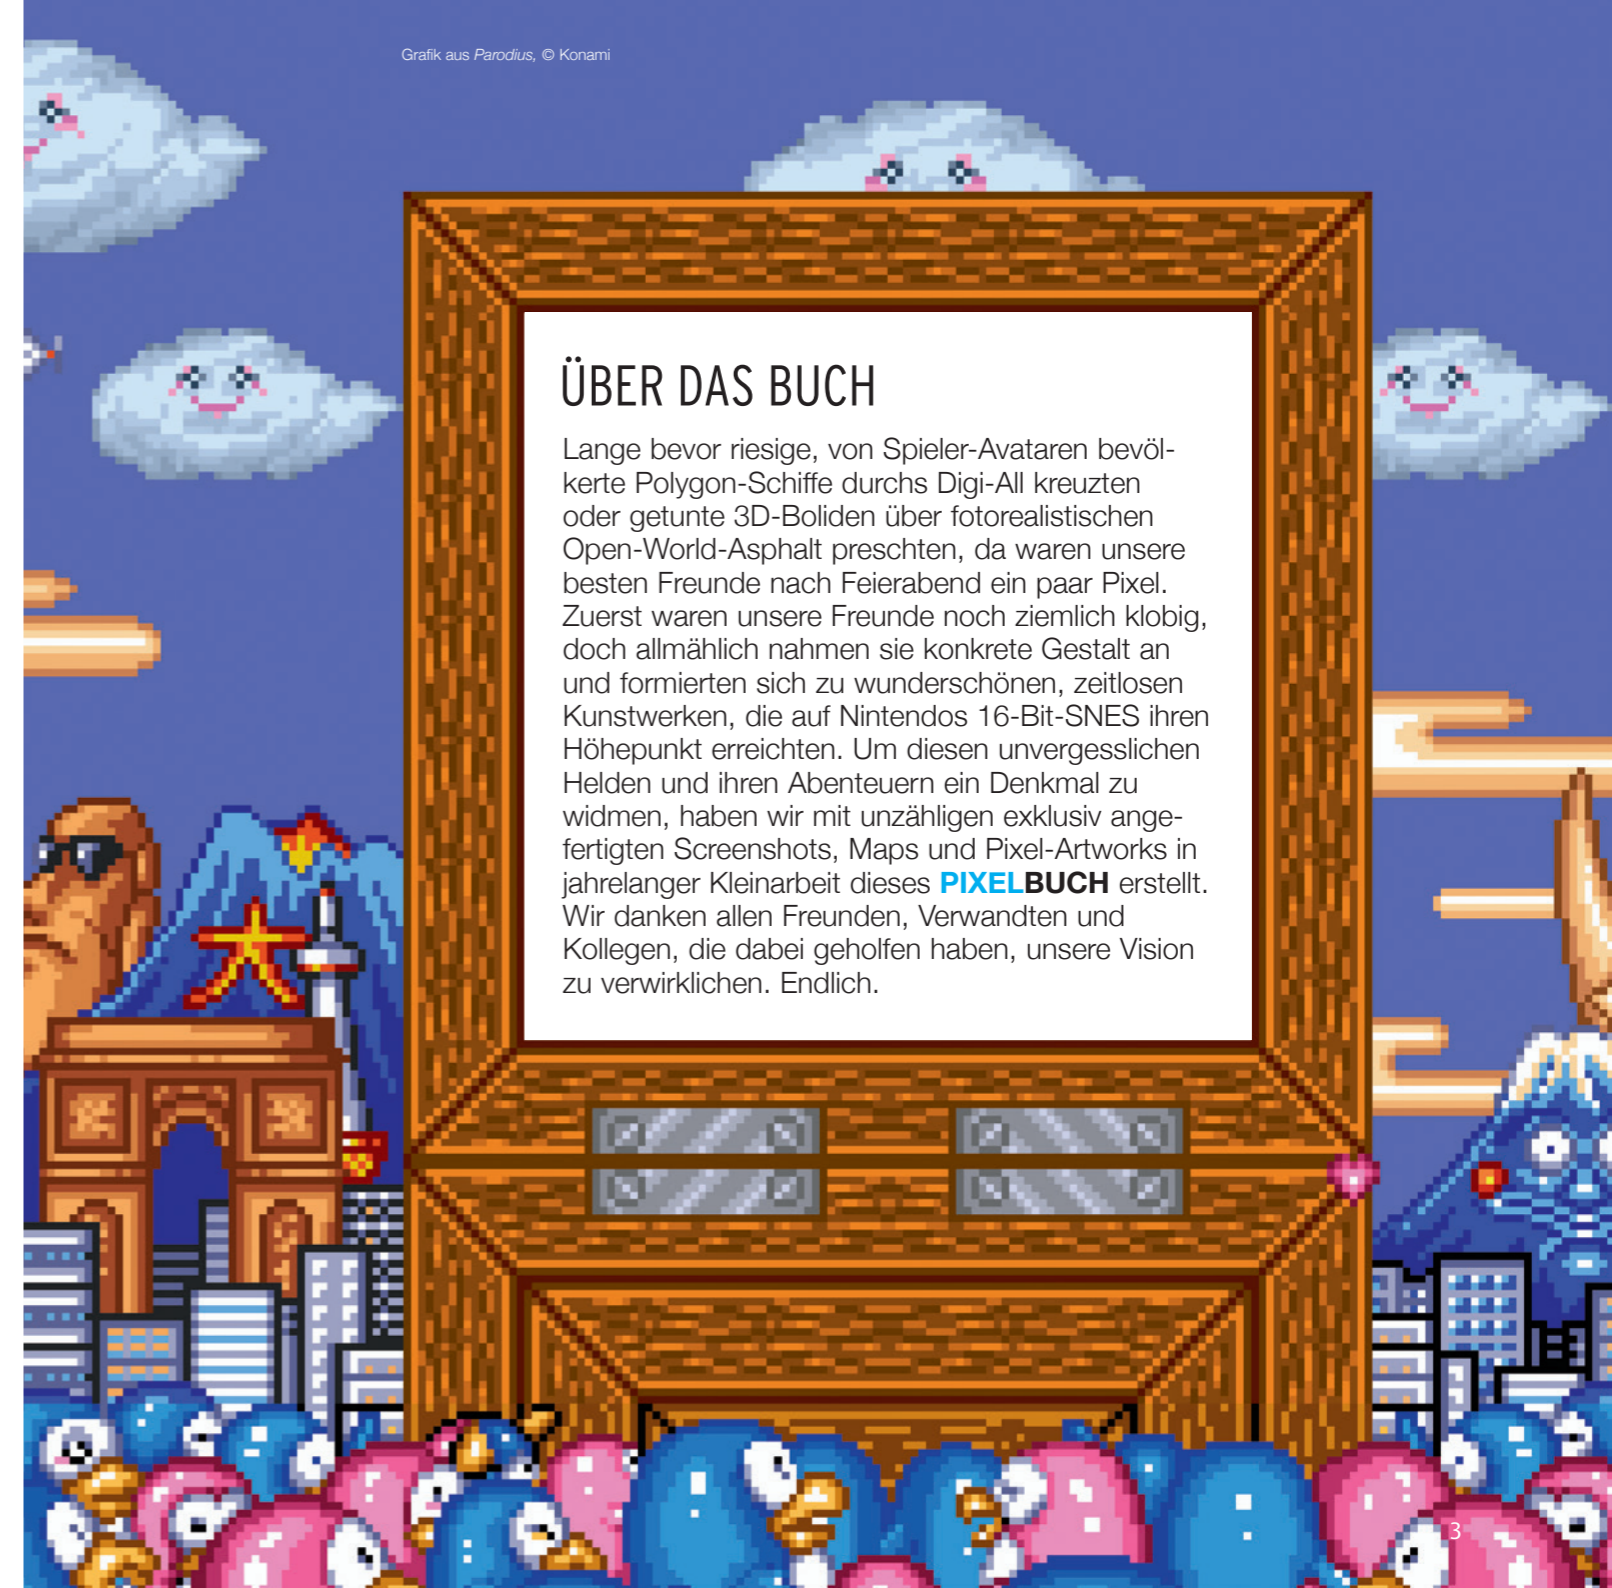 Grafik aus Parodius, © Konami
ÜBER DAS BUCH
Lange bevor riesige, von Spieler-Avataren bevöl-
kerte Polygon-Schiffe durchs Digi-All kreuzten
oder getunte 3D-Boliden über fotorealistischen
Open-World-Asphalt preschten, da waren unsere
besten Freunde nach Feierabend ein paar Pixel.
Zuerst waren unsere Freunde noch ziemlich klobig,
doch allmählich nahmen sie konkrete Gestalt an
und formierten sich zu wunderschönen, zeitlosen
Kunstwerken, die auf Nintendos 16-Bit-SNES ihren
Höhepunkt erreichten. Um diesen unvergesslichen
Helden und ihren Abenteuern ein Denkmal zu
widmen, haben wir mit unzähligen exklusiv ange-
fertigten Screenshots, Maps und Pixel-Artworks in
jahrelanger Kleinarbeit dieses PIXELBUCH erstellt.
Wir danken allen Freunden, Verwandten und
Kollegen, die dabei geholfen haben, unsere Vision
zu verwirklichen. Endlich.
大
3